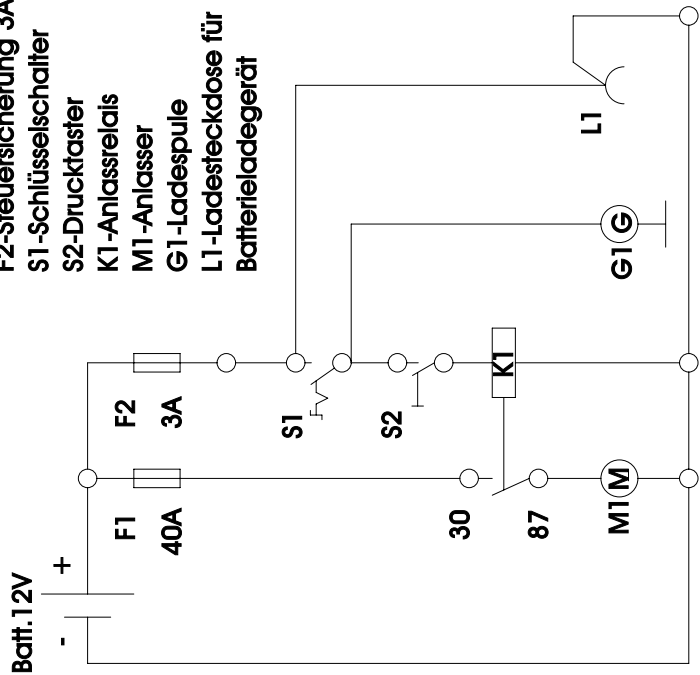 F2-Steuersicherung 3A
S1-Schlüsselschalter
S2-Drucktaster
K1-Anlassrelais
M1-Anlasser
G1-Ladespule
L1-Ladesteckdose für
Batterieladegerät
Batt.12V
- +
F1
40A
F2
3A
S1
S2
K1
30
87
M1 M
G1 G
L1